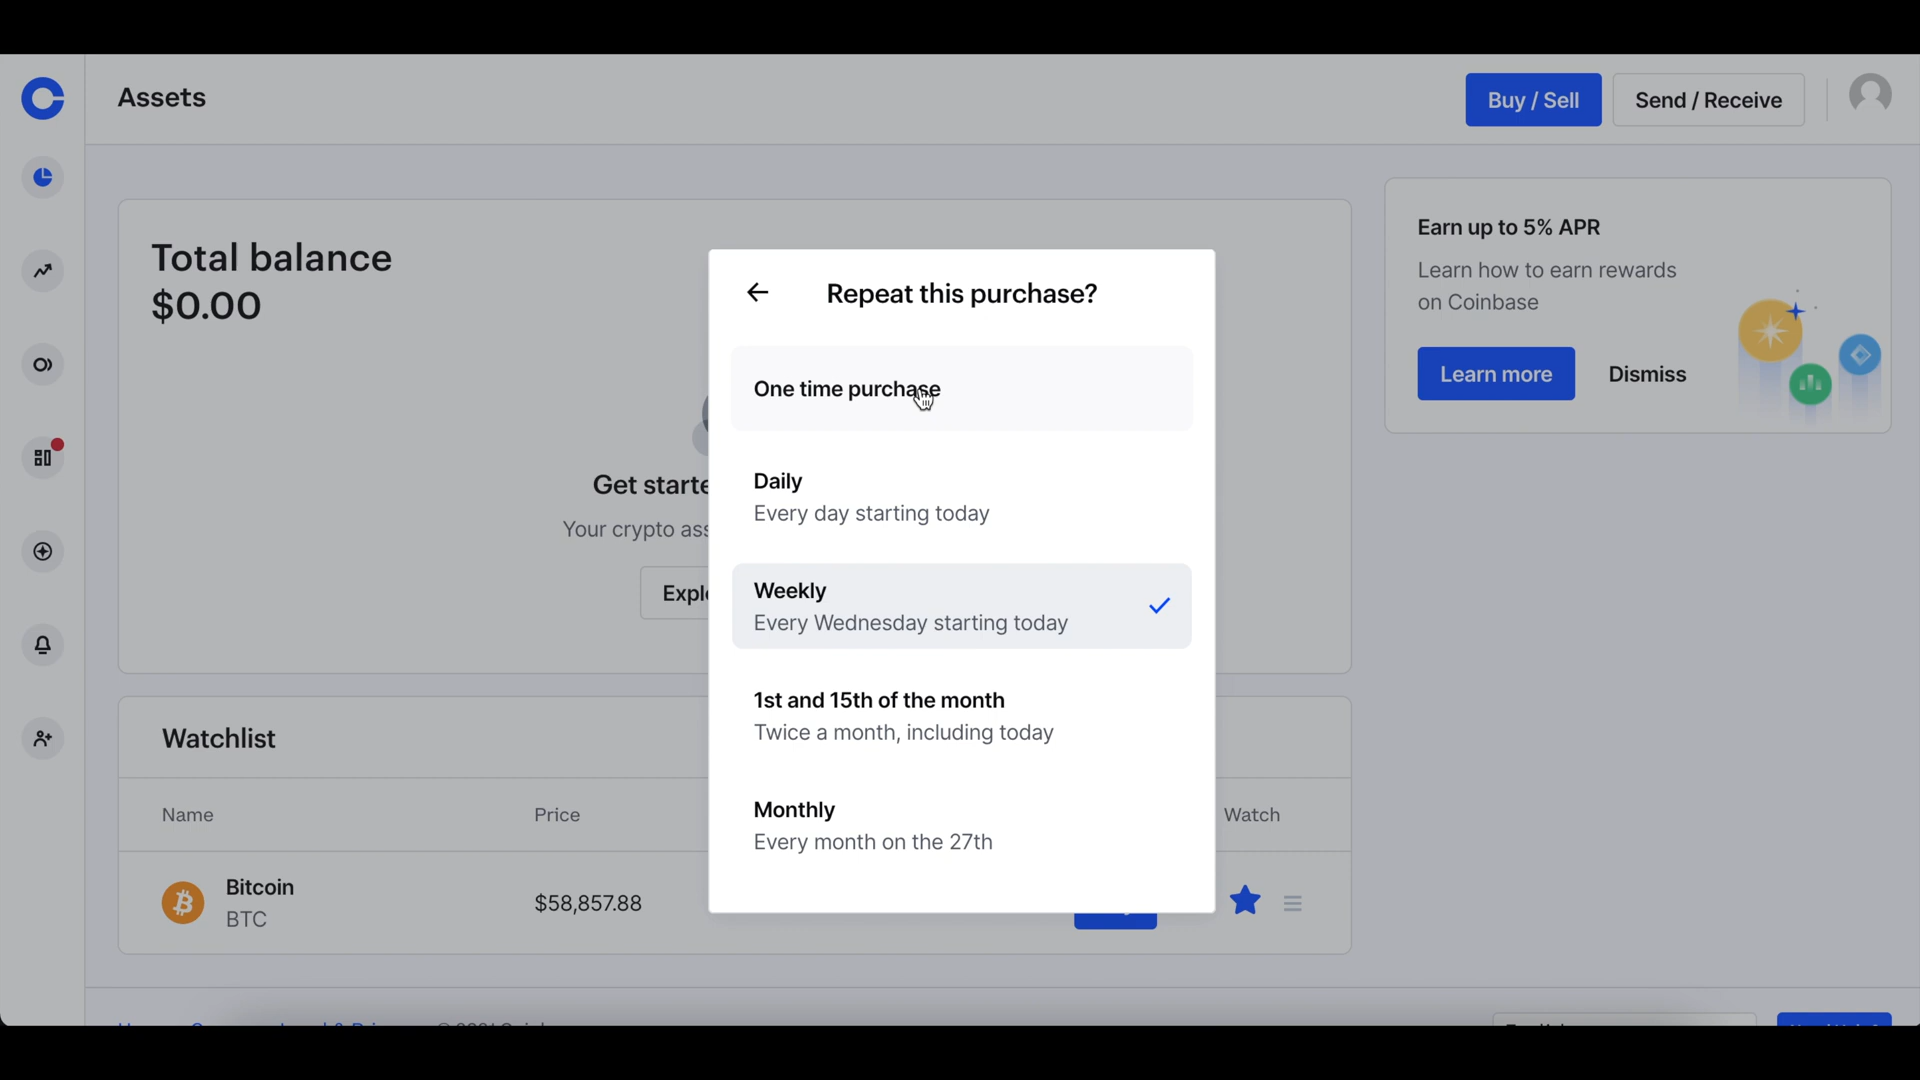 Assets
Buy / Sell
Send / Receive
Total balance
$0.00
Get starte
Your crypto ass
Expl
Repeat this purchase?
One time purchase
Daily
Every day starting today
Weekly
Every Wednesday starting today
1st and 15th of the month
Twice a month, including today
Monthly
Every month on the 27th
Earn up to 5% APR
Learn how to earn rewards
on Coinbase
Learn more
Dismiss
Watchlist
Name
Price
Watch
Bitcoin
BTC
$58,857.88